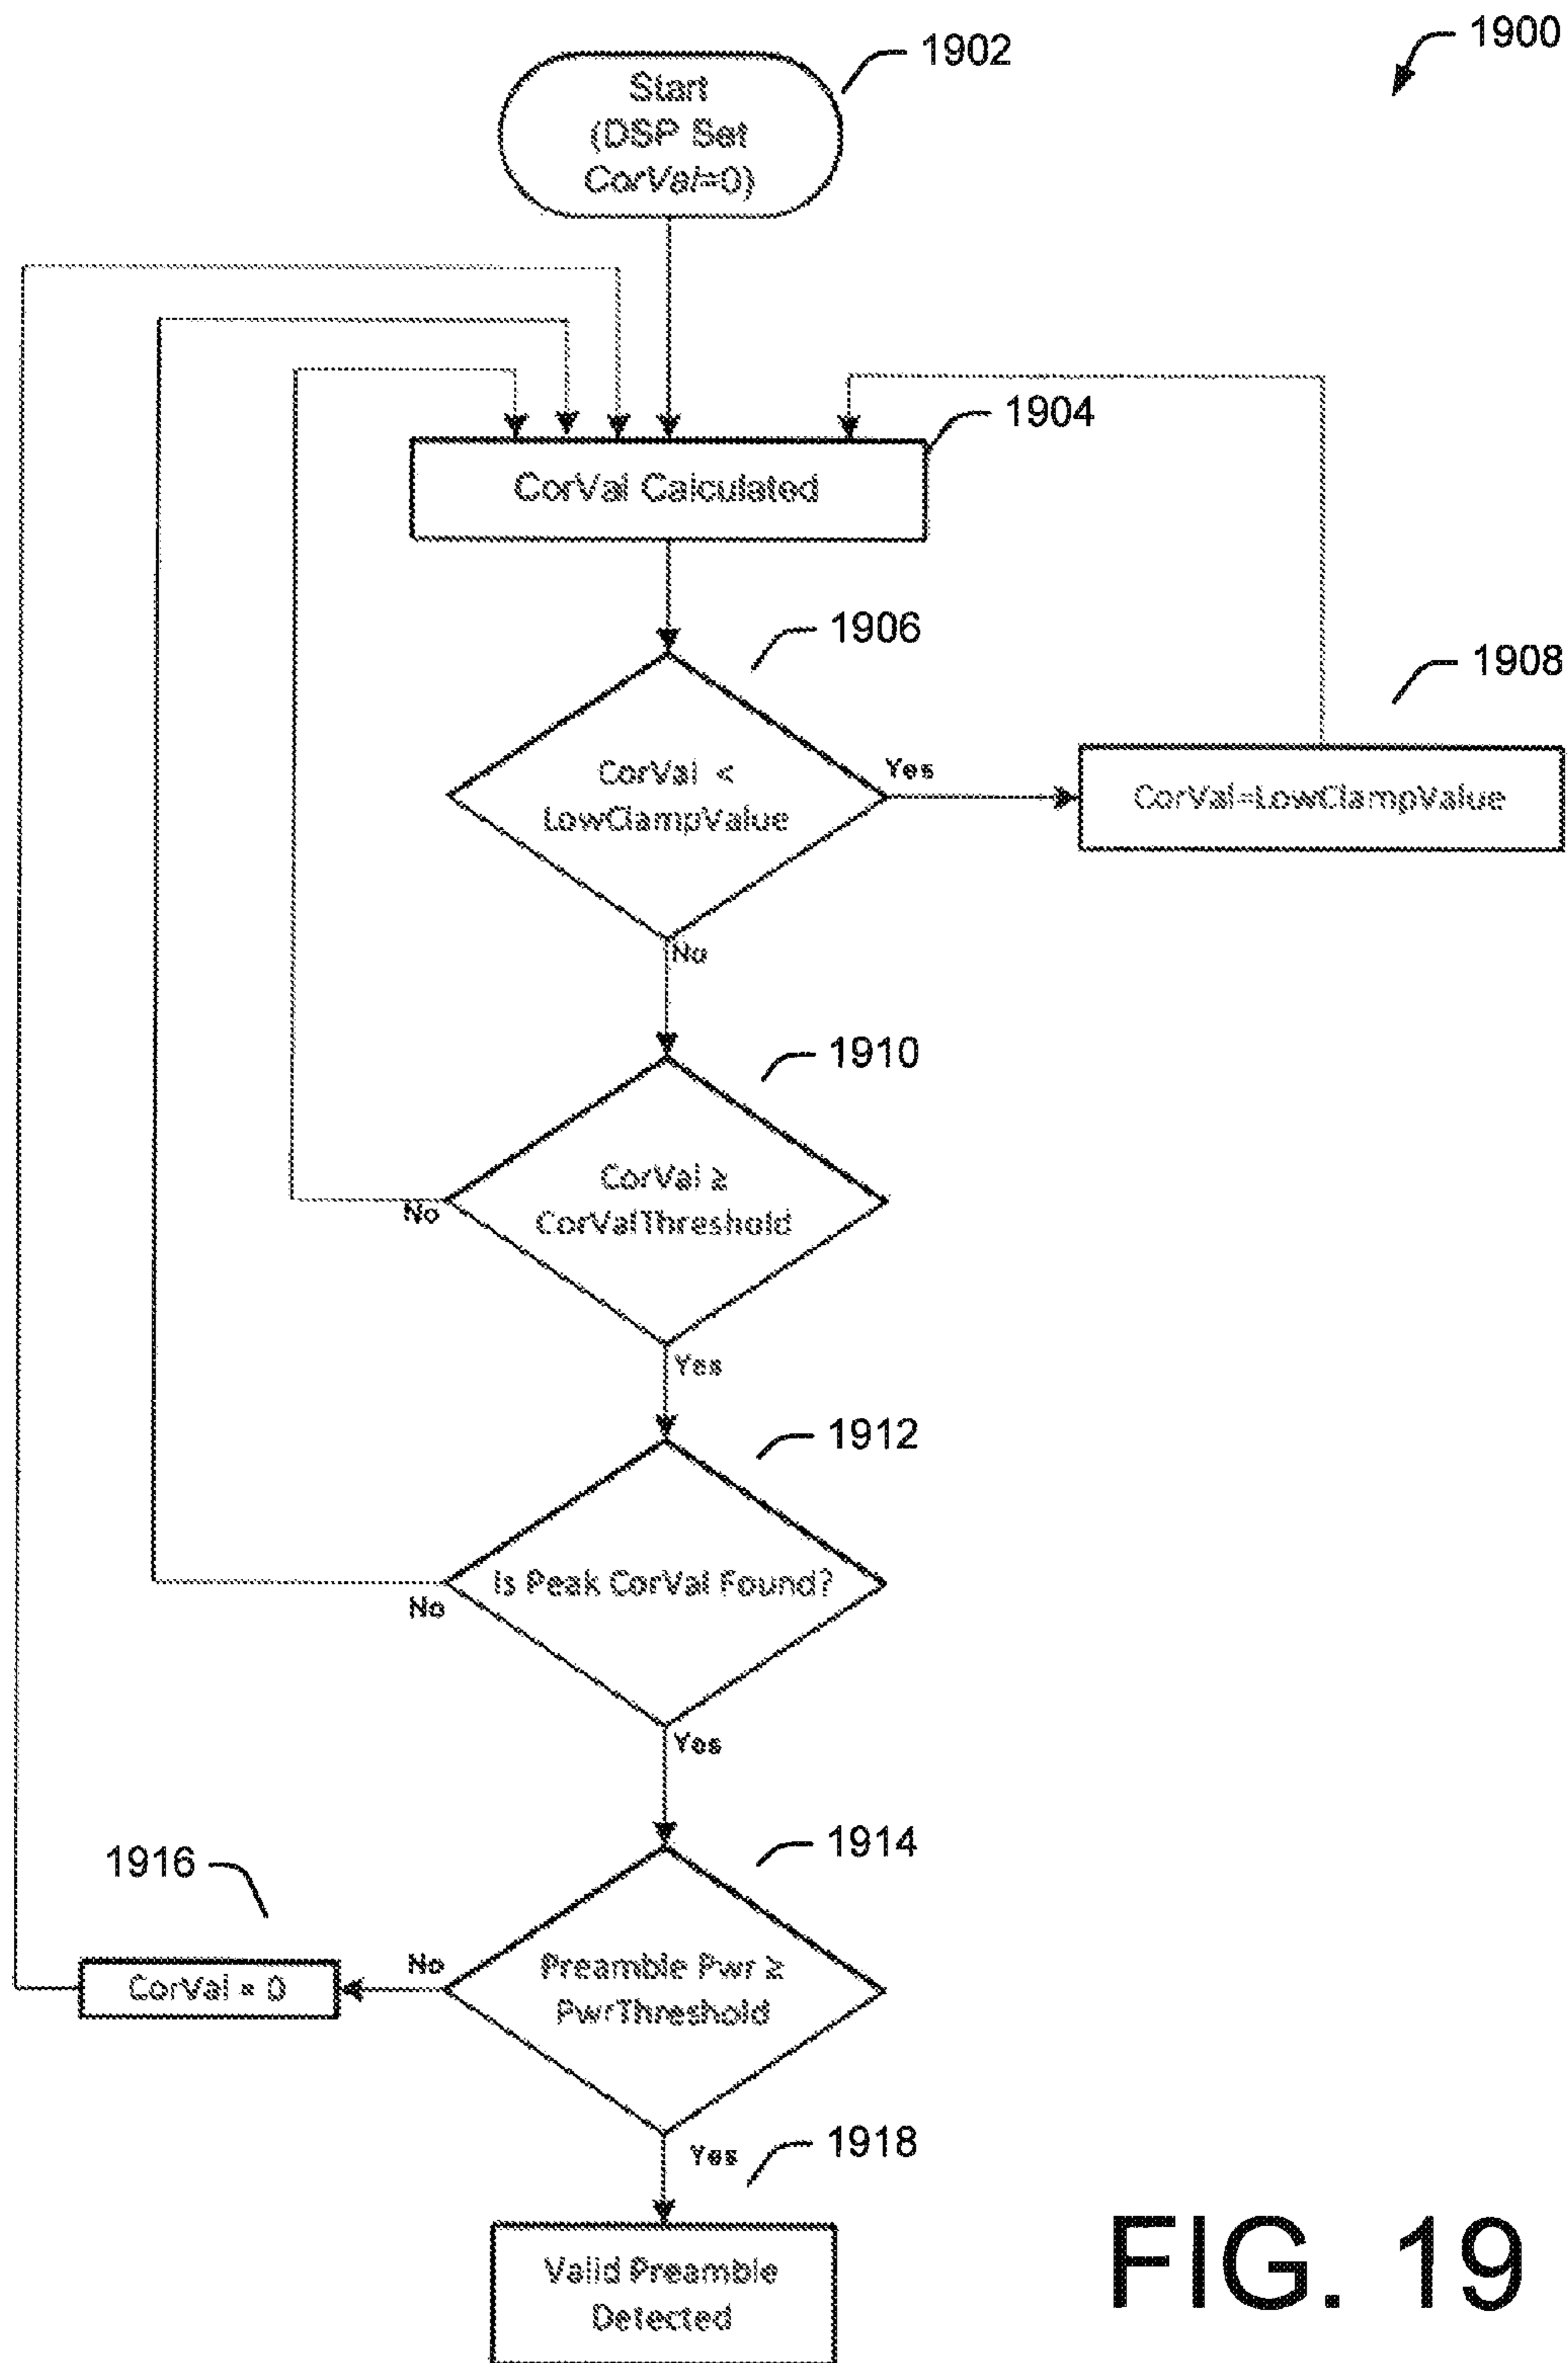 1900
1902
Start
(DSP Set
CorVal=0)
1904
CorVal Calculated
1906
CorVal <
LowClampValue
Yes
1908
CorVal=LowClampValue
No
1910
CorVal ≥
CorValThreshold
No
Yes
1912
Is Peak CorVal Found?
No
Yes
1914
1916
Preamble Pwr ≥
PwrThreshold
No
CorVal = 0
Yes
1918
Valid Preamble
Detected
FIG. 19